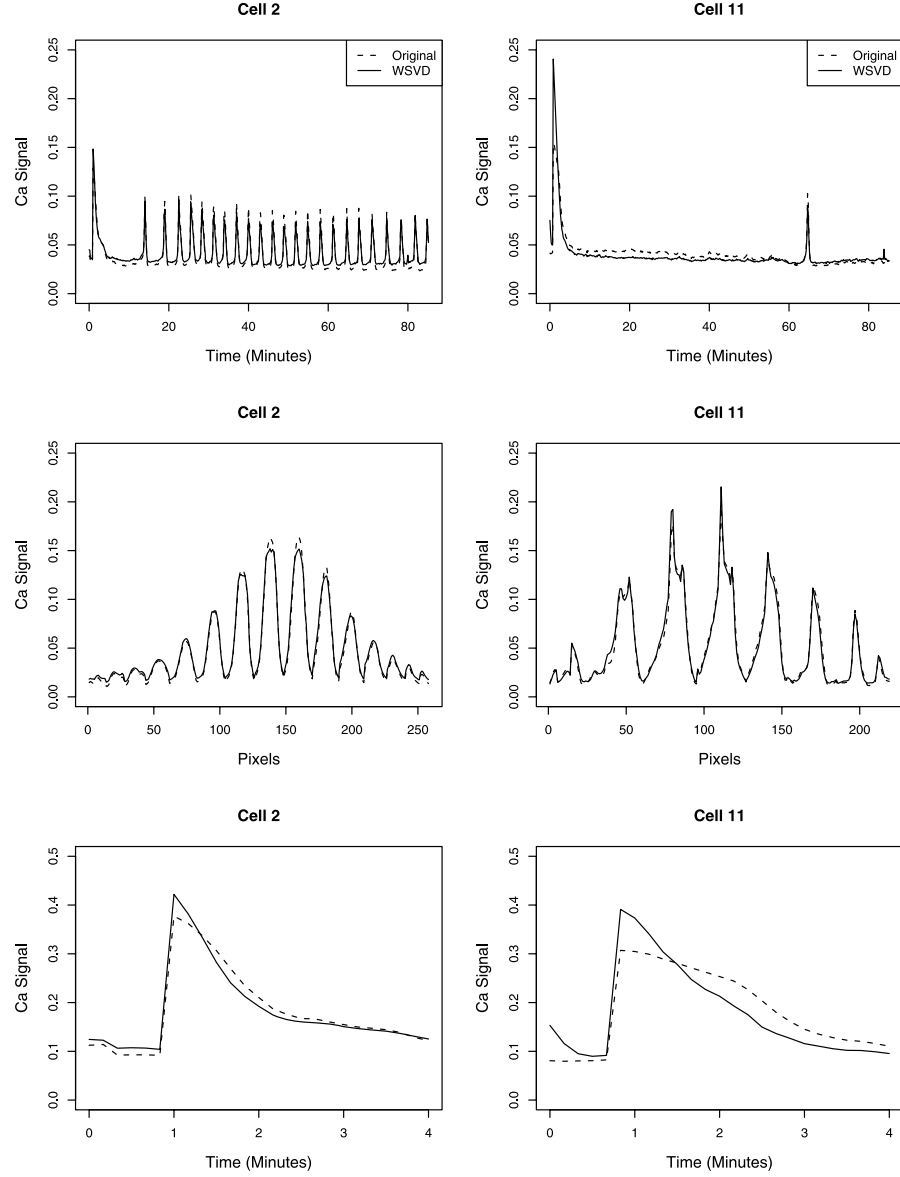 Cell 2
Cell 11
Ca Signal
0.00 0.05 0.10 0.15 0.20 0.25
Original
WSVD
0 20 40 60 80
Time (Minutes)
Ca Signal
0.00 0.05 0.10 0.15 0.20 0.25
Original
WSVD
0 20 40 60 80
Time (Minutes)
Cell 2
Cell 11
Ca Signal
0.00 0.05 0.10 0.15 0.20 0.25
0 50 100 150 200 250
Pixels
Ca Signal
0.00 0.05 0.10 0.15 0.20 0.25
0 50 100 150 200
Pixels
Cell 2
Cell 11
Ca Signal
0.0 0.1 0.2 0.3 0.4 0.5
0 1 2 3 4
Time (Minutes)
Ca Signal
0.0 0.1 0.2 0.3 0.4 0.5
0 1 2 3 4
Time (Minutes)